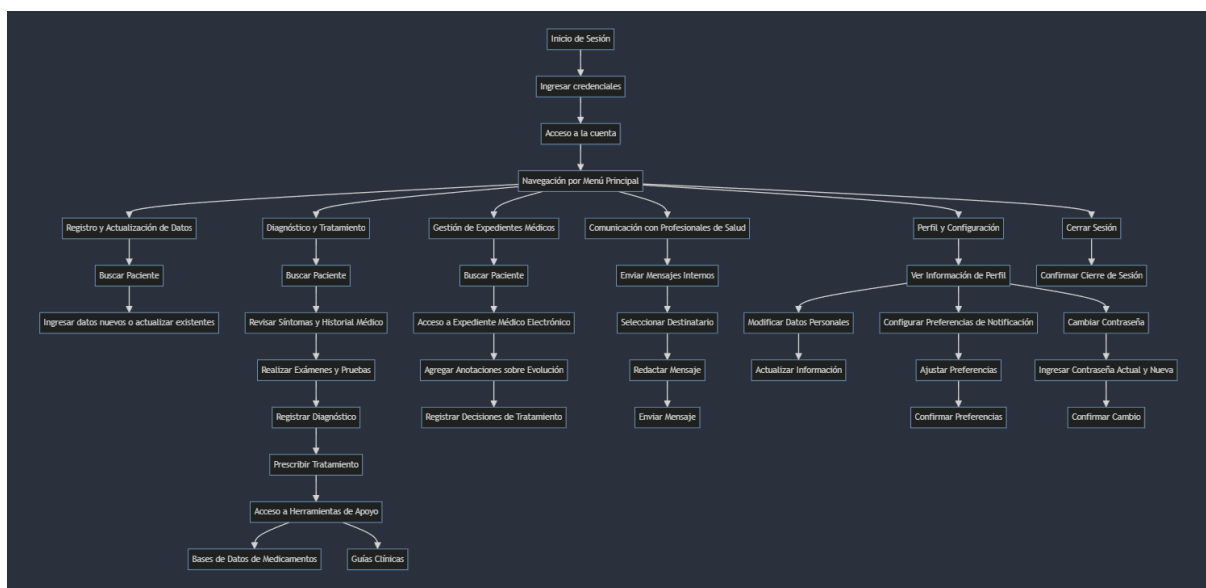 Inicio de Sesión
Ingresar credenciales
Acceso a la cuenta
Navegación por Menú Principal
Registro y Actualización de Datos
Diagnóstico y Tratamiento
Gestión de Expedientes Médicos
Comunicación con Profesionales de Salud
Perfil y Configuración
Cerrar Sesión
Buscar Paciente
Buscar Paciente
Buscar Paciente
Enviar Mensajes Internos
Ver Información de Perfil
Confirmar Cierre de Sesión
Ingresar datos nuevos o actualizar existentes
Revisar Síntomas y Historial Médico
Acceso a Expediente Médico Electrónico
Seleccionar Destinatario
Modificar Datos Personales
Configurar Preferencias de Notificación
Cambiar Contraseña
Realizar Exámenes y Pruebas
Agregar Anotaciones sobre Evolución
Redactar Mensaje
Actualizar Información
Ajustar Preferencias
Ingresar Contraseña Actual y Nueva
Registrar Diagnóstico
Registrar Decisiones de Tratamiento
Enviar Mensaje
Confirmar Preferencias
Confirmar Cambio
Prescribir Tratamiento
Acceso a Herramientas de Apoyo
Bases de Datos de Medicamentos
Guías Clínicas